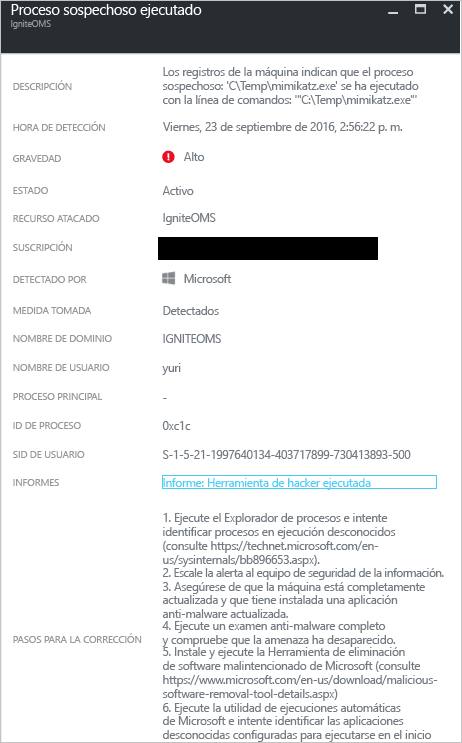 Proceso sospechoso ejecutado
IgniteOMS
DESCRIPCIÓN
Los registros de la máquina indican que el proceso
sospechoso: 'C\Temp\mimikatz.exe' se ha ejecutado
con la línea de comandos: '"C:\Temp\mimikatz.exe"'
HORA DE DETECCIÓN
Viernes, 23 de septiembre de 2016, 2:56:22 p. m.
GRAVEDAD
Alto
ESTADO
Activo
RECURSO ATACADO
IgniteOMS
SUSCRIPCIÓN
DETECTADO POR
Microsoft
MEDIDA TOMADA
Detectados
NOMBRE DE DOMINIO
IGNITEOMS
NOMBRE DE USUARIO
yuri
PROCESO PRINCIPAL
-
ID DE PROCESO
0xc1c
SID DE USUARIO
S-1-5-21-1997640134-403717899-730413893-500
INFORMES
Informe: Herramienta de hacker ejecutada
PASOS PARA LA CORRECCIÓN
1. Ejecute el Explorador de procesos e intente
identificar procesos en ejecución desconocidos
(consulte https://technet.microsoft.com/en-
us/sysinternals/bb896653.aspx).
2. Escale la alerta al equipo de seguridad de la información.
3. Asegúrese de que la máquina está completamente
actualizada y que tiene instalada una aplicación
anti-malware actualizada.
4. Ejecute un examen anti-malware completo
y compruebe que la amenaza ha desaparecido.
5. Instale y ejecute la Herramienta de eliminación
de software malintencionado de Microsoft (consulte
https://www.microsoft.com/en-us/download/malicious-
software-removal-tool-details.aspx)
6. Ejecute la utilidad de ejecuciones automáticas
de Microsoft e intente identificar las aplicaciones
desconocidas configuradas para ejecutarse en el inicio